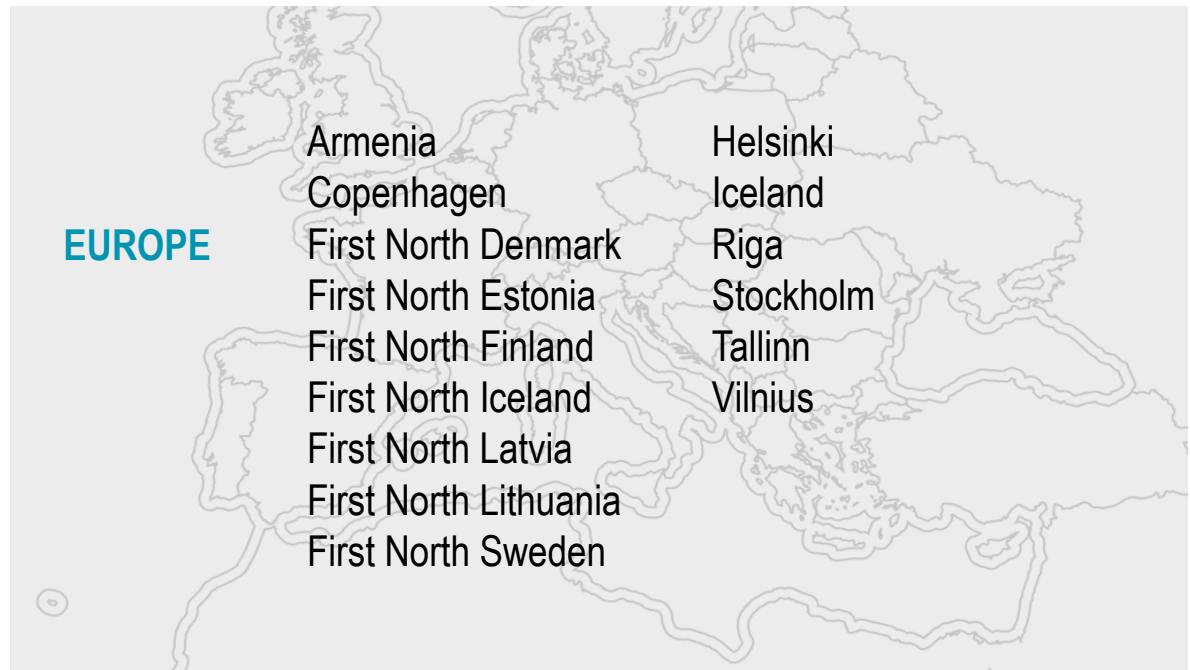 EUROPE
Armenia
Copenhagen
First North Denmark
First North Estonia
First North Finland
First North Iceland
First North Latvia
First North Lithuania
First North Sweden
Helsinki
Iceland
Riga
Stockholm
Tallinn
Vilnius